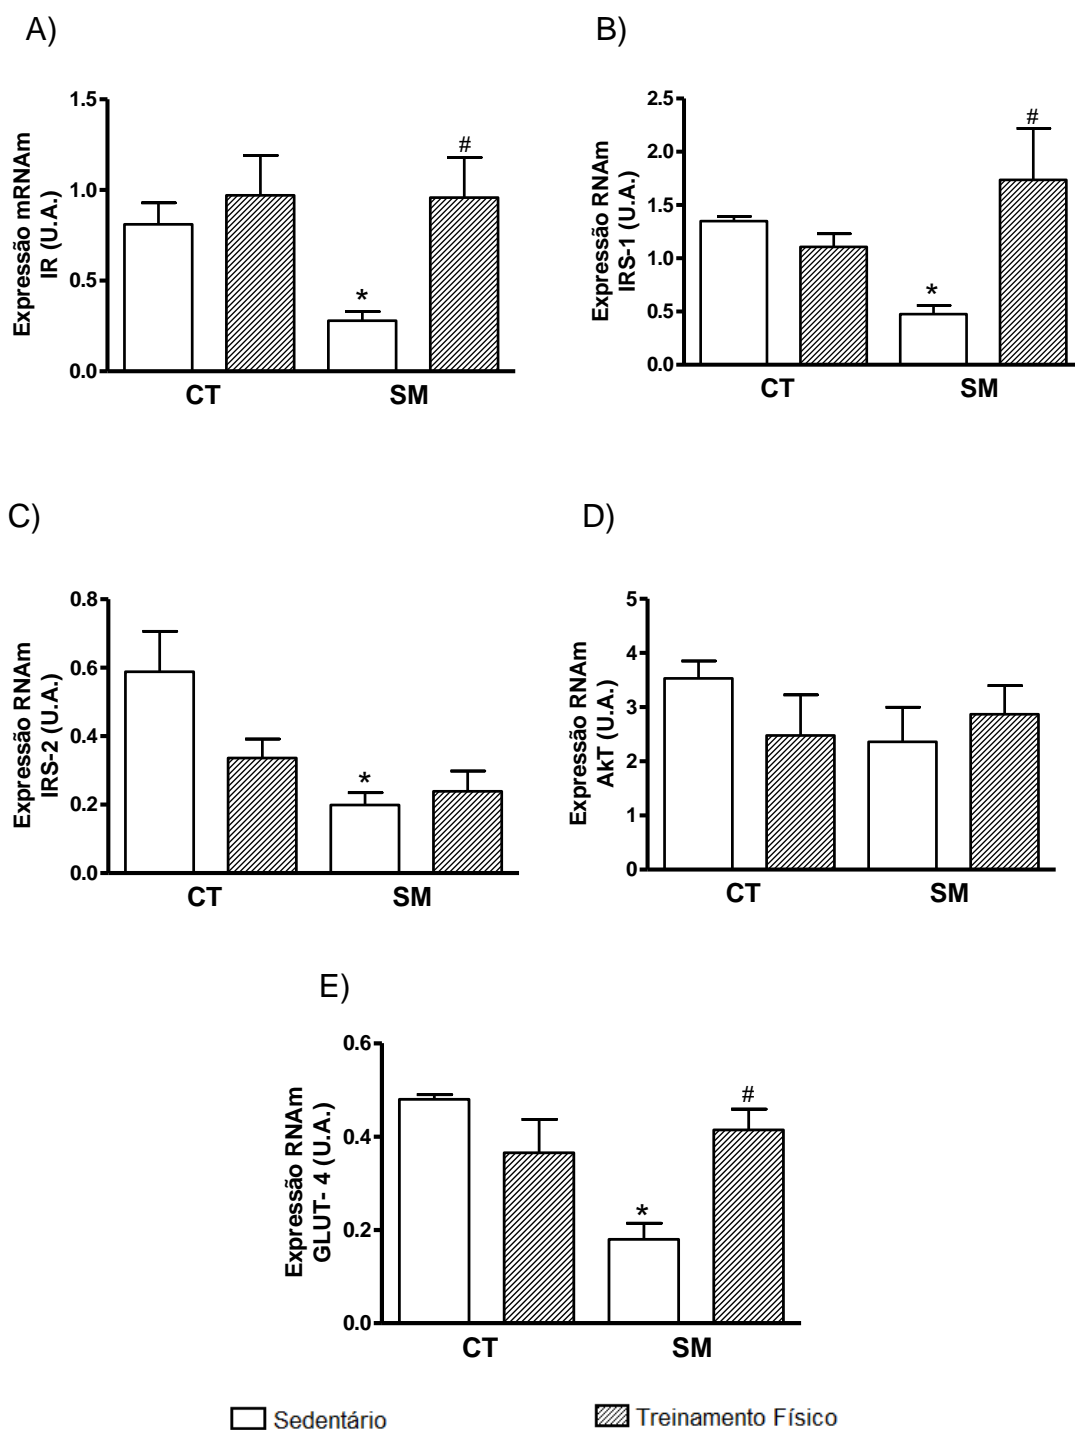 A)
Expressão mRNAm
IR (U.A.)
1.5
1.0
0.5
0.0
*
#
CT SM
B)
Expressão RNAm
IRS-1 (U.A.)
2.5
2.0
1.5
1.0
0.5
0.0
*
#
CT SM
C)
Expressão RNAm
IRS-2 (U.A.)
0.8
0.6
0.4
0.2
0.0
*
CT SM
D)
Expressão RNAm
AkT (U.A.)
5
4
3
2
1
0
CT SM
E)
Expressão RNAm
GLUT- 4 (U.A.)
0.6
0.4
0.2
0.0
*
#
CT SM
Sedentário
Treinamento Físico